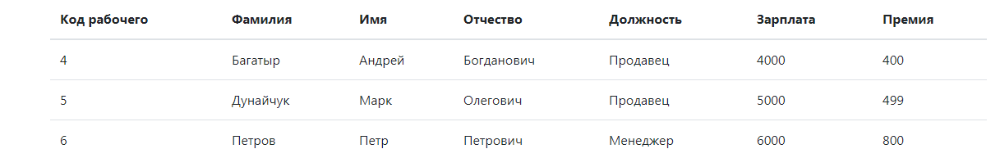 Код рабочего Фамилия Имя Отчество Должность Зарплата Премия
4 Багатыр Андрей Богданович Продавец 4000 400
5 Дунайчук Марк Олегович Продавец 5000 499
6 Петров Петр Петрович Менеджер 6000 800